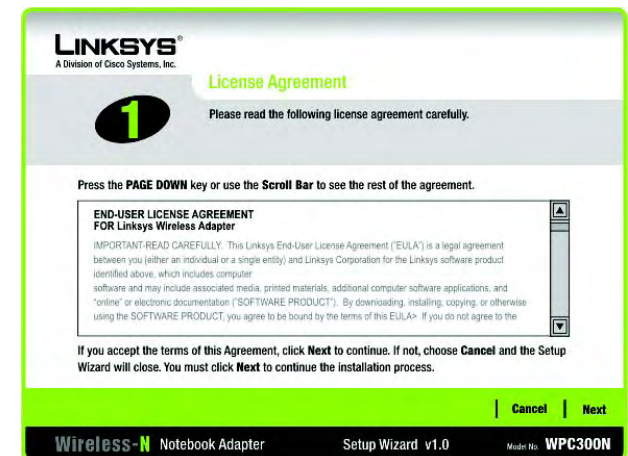 LINKSYS®
A Division of Cisco Systems, Inc.
License Agreement
1
Please read the following license agreement carefully.
Press the PAGE DOWN key or use the Scroll Bar to see the rest of the agreement.
END-USER LICENSE AGREEMENT
FOR Linksys Wireless Adapter
IMPORTANT-READ CAREFULLY. This Linksys End-User License Agreement ("EULA") is a legal agreement
between you (either an individual or a single entity) and Linksys Corporation for the Linksys software product
identified above, which includes computer
software and may include associated media, printed materials, additional computer software applications, and
"online" or electronic documentation ("SOFTWARE PRODUCT"). By downloading, installing, copying, or otherwise
using the SOFTWARE PRODUCT, you agree to be bound by the terms of this EULA> If you do not agree to the
If you accept the terms of this Agreement, click Next to continue. If not, choose Cancel and the Setup
Wizard will close. You must click Next to continue the installation process.
Cancel Next
Wireless-N Notebook Adapter Setup Wizard v1.0 Model No. WPC300N